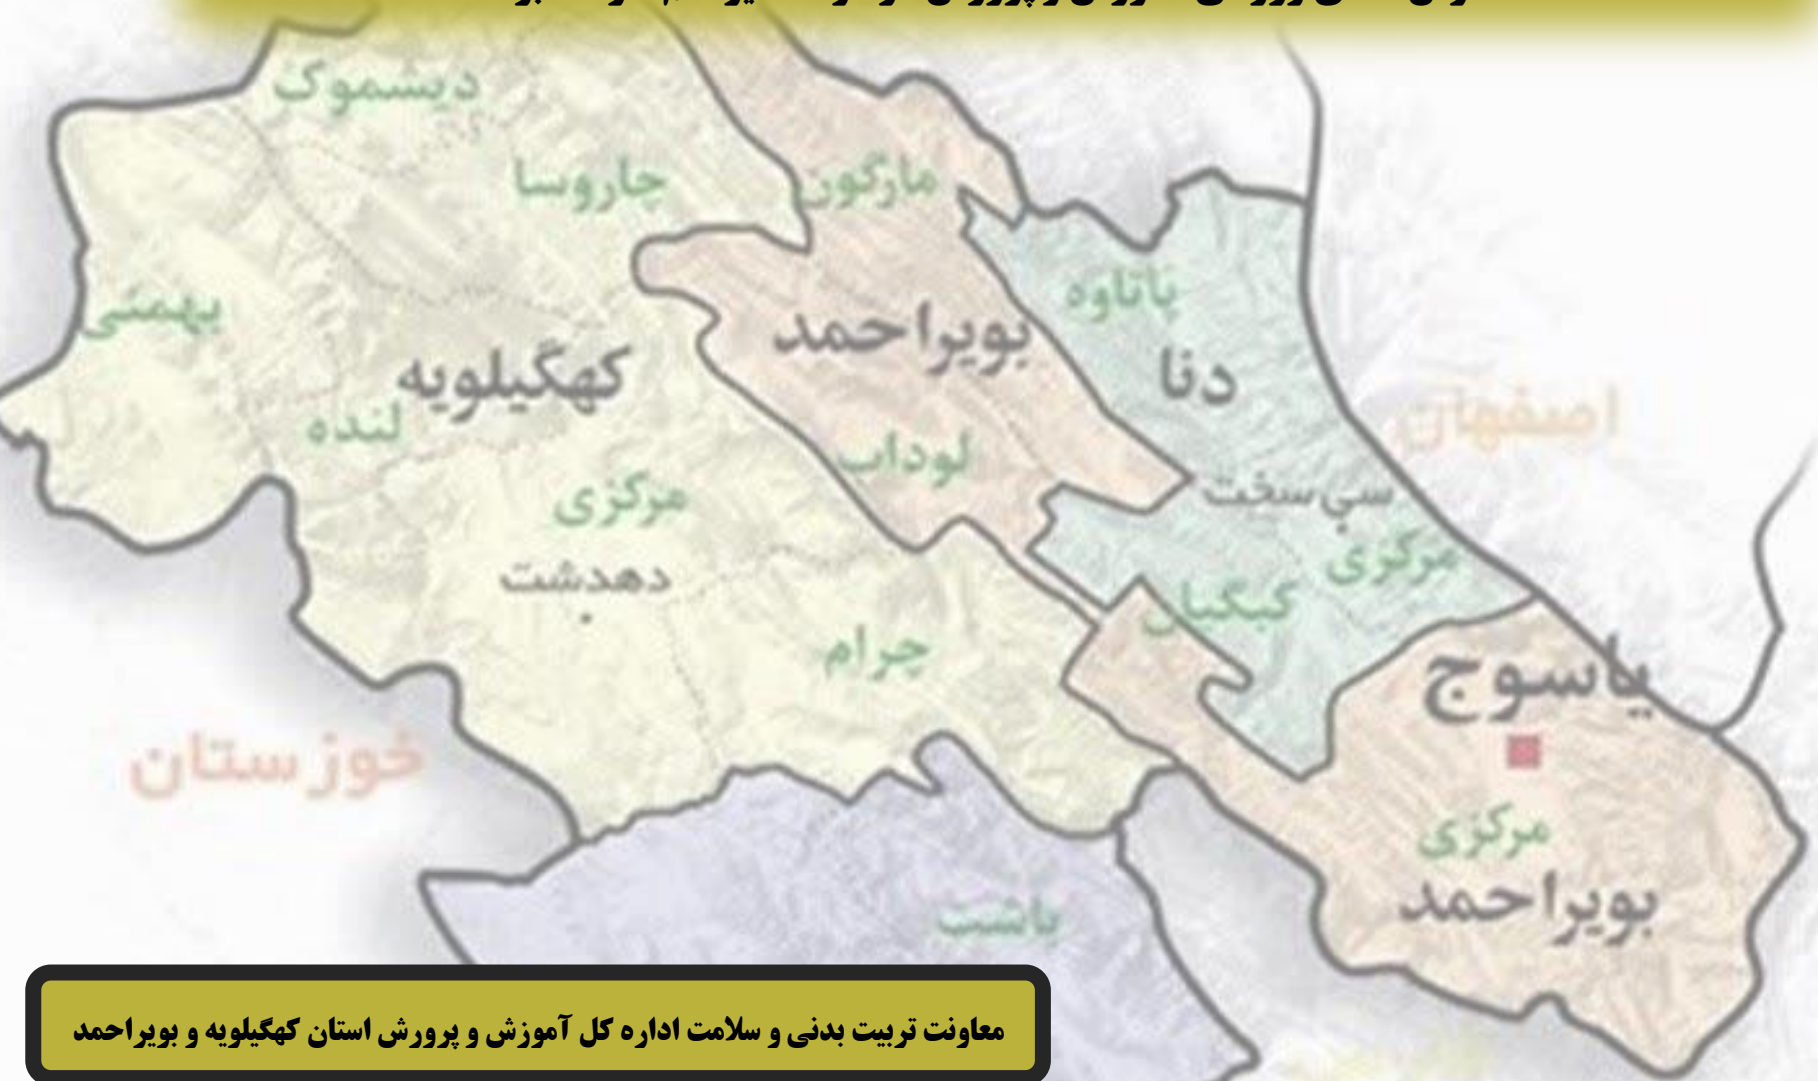 دیشموک
چاروسا
مارگون
بهمئی
کهگیلویه
لنده
بویراحمد
پاتاوه
دنا
اصفهان
لوداب
سی سخت
مرکزی
دهدشت
مرکزی
کبگیان
چرام
یاسوج
خوزستان
مرکزی
بویراحمد
باشت
معاونت تربیت بدنی و سلامت اداره کل آموزش و پرورش استان کهگیلویه و بویراحمد